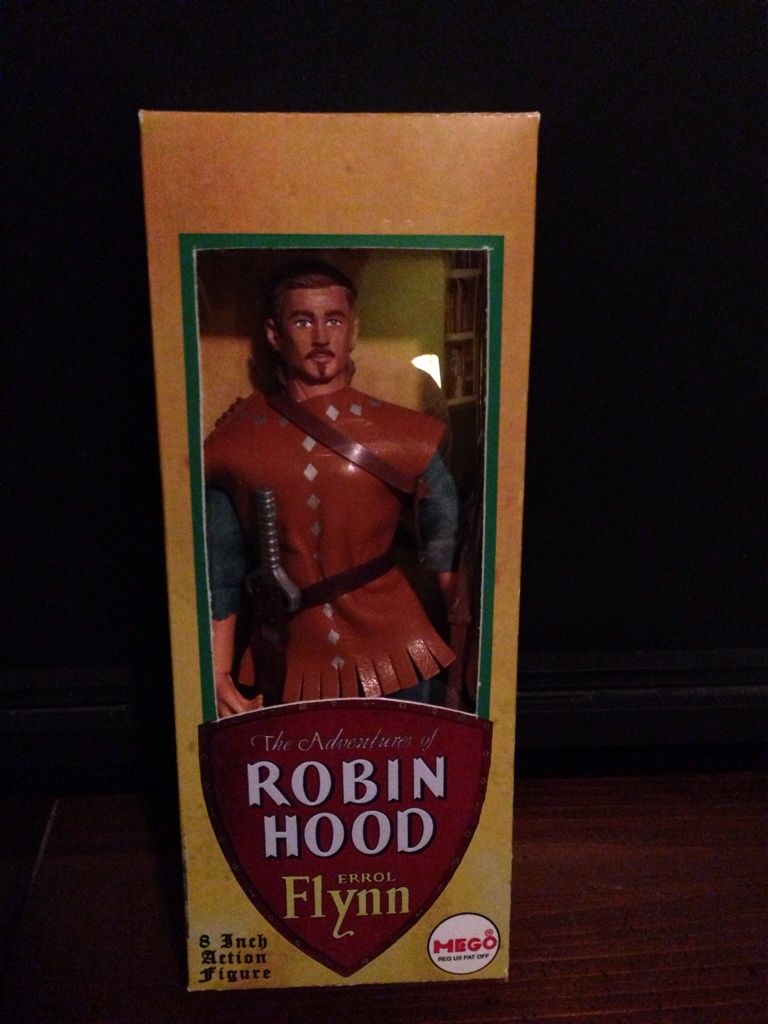 The Adventures of
ROBIN
HOOD
ERROL
Flynn
8 Inch
Action
Figure
MEGO®
REG US PAT OFF